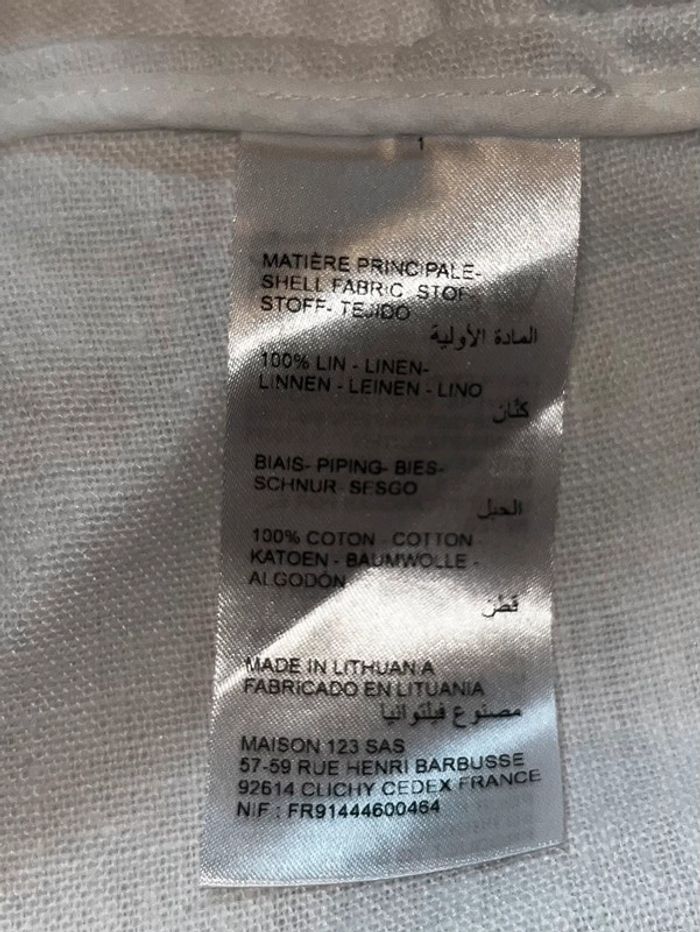 1
MATIÈRE PRINCIPALE-
SHELL FABRIC STOF-
STOFF- TEJIDO
المادة الأولية
100% LIN - LINEN-
LINNEN - LEINEN - LINO
كتّان
BIAIS- PIPING- BIES-
SCHNUR SESGO
الحبل
100% COTON - COTTON -
KATOEN - BAUMWOLLE -
ALGODÓN
قطن
MADE IN LITHUANIA
FABRICADO EN LITUANIA
مصنوع فيلتوانيا
MAISON 123 SAS
57-59 RUE HENRI BARBUSSE
92614 CLICHY CEDEX FRANCE
NIF : FR91444600464